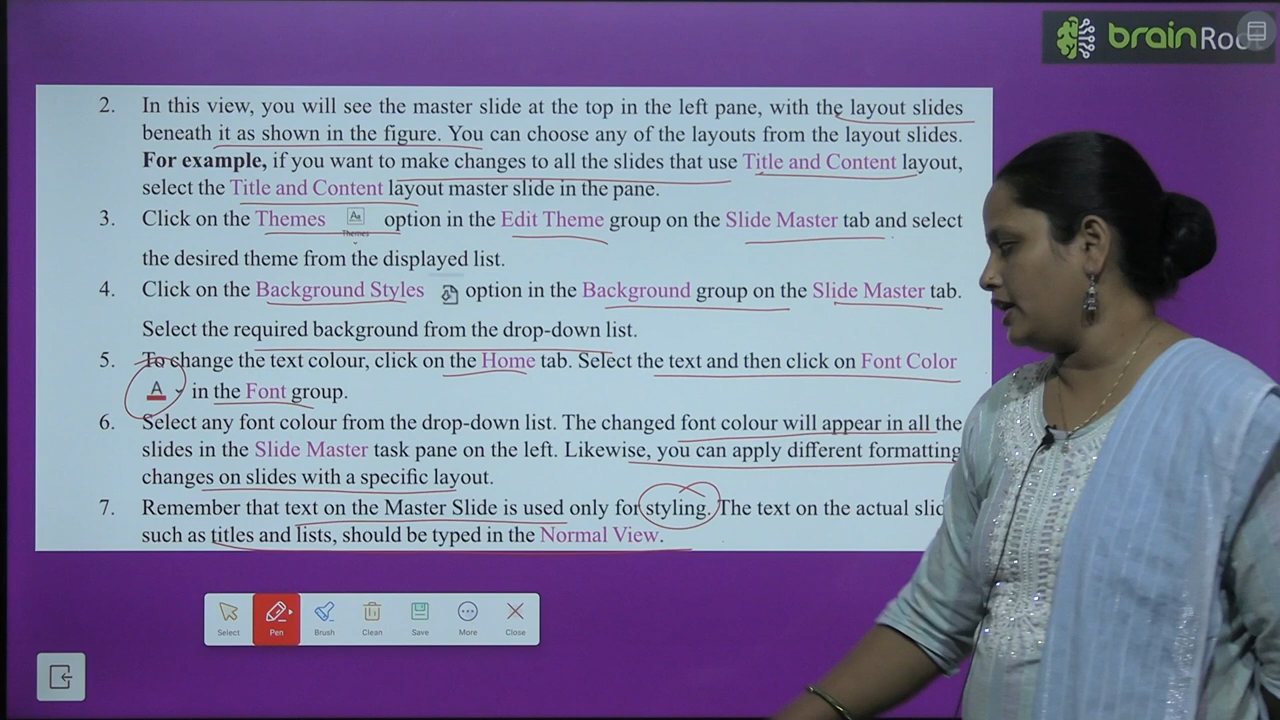 brainRoot
2. In this view, you will see the master slide at the top in the left pane, with the layout slides
beneath it as shown in the figure. You can choose any of the layouts from the layout slides.
For example, if you want to make changes to all the slides that use Title and Content layout,
select the Title and Content layout master slide in the pane.
3. Click on the Themes Aa Themes option in the Edit Theme group on the Slide Master tab and select
the desired theme from the displayed list.
4. Click on the Background Styles option in the Background group on the Slide Master tab.
Select the required background from the drop-down list.
5. To change the text colour, click on the Home tab. Select the text and then click on Font Color
A in the Font group.
6. Select any font colour from the drop-down list. The changed font colour will appear in all the
slides in the Slide Master task pane on the left. Likewise, you can apply different formatting
changes on slides with a specific layout.
7. Remember that text on the Master Slide is used only for styling. The text on the actual
such as titles and lists, should be typed in the Normal View.
Select Pen Brush Clean Save More Close